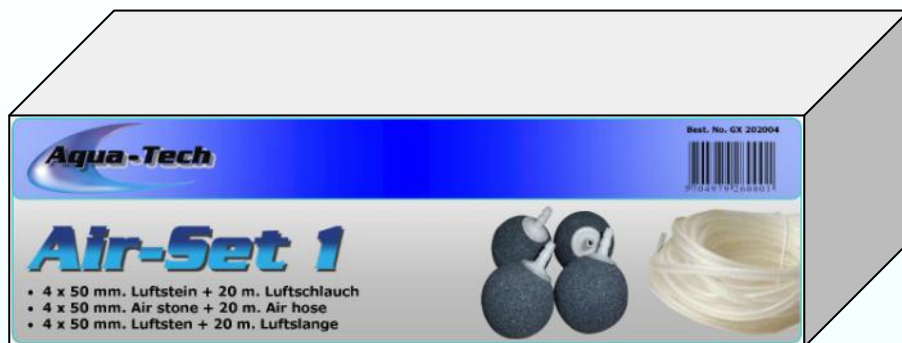 Aqua-Tech
Best. No. GX 202004
5704979260001
Air-Set 1
• 4 x 50 mm. Luftstein + 20 m. Luftschlauch
• 4 x 50 mm. Air stone + 20 m. Air hose
• 4 x 50 mm. Luftsten + 20 m. Luftslange